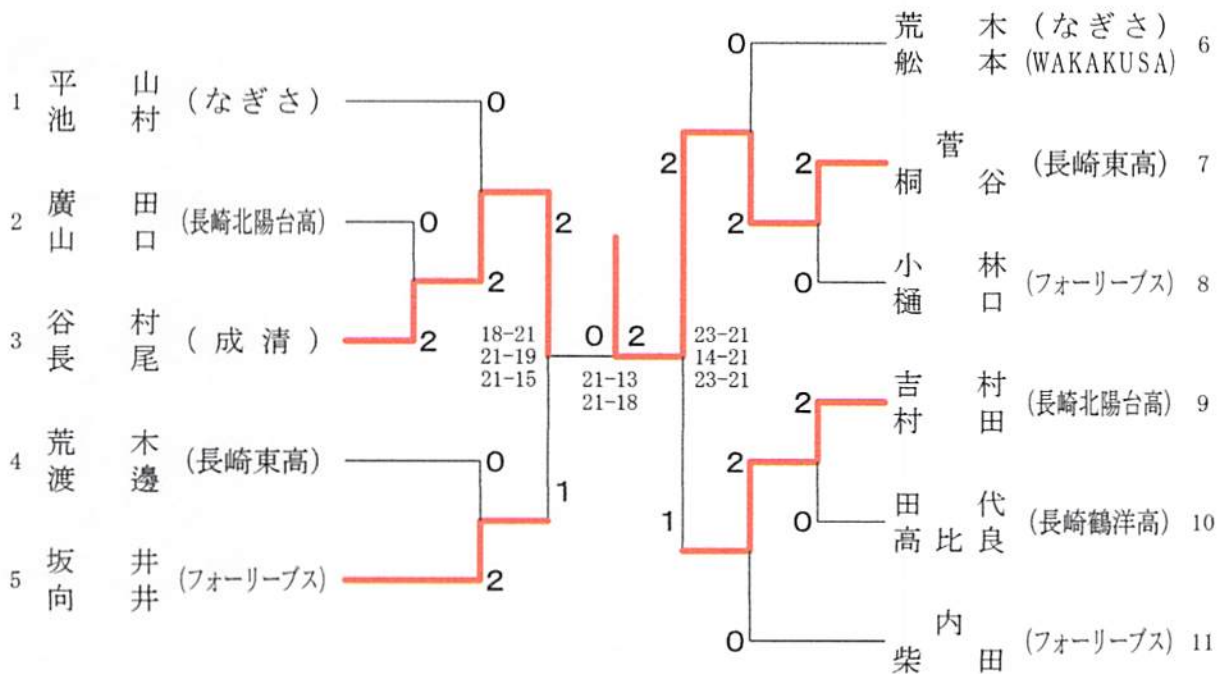 1 平山 池村 (なぎさ) 0
2 廣田 山口 (長崎北陽台高) 0
3 谷村 長尾 (成清) 2
2
2
4 荒木 渡邊 (長崎東高) 0
5 坂井 向井 (フォーリーブス) 2
1
18-21
21-19
21-15
0 2
21-13
21-18
23-21
14-21
23-21
0 荒木 (なぎさ) 6
舩本 (WAKAKUSA)
2
2 菅 桐谷 (長崎東高) 7
2
0 小林 樋口 (フォーリーブス) 8
2 吉村 村田 (長崎北陽台高) 9
2
0 田代 高比良 (長崎鶴洋高) 10
1
0 内 柴田 (フォーリーブス) 11